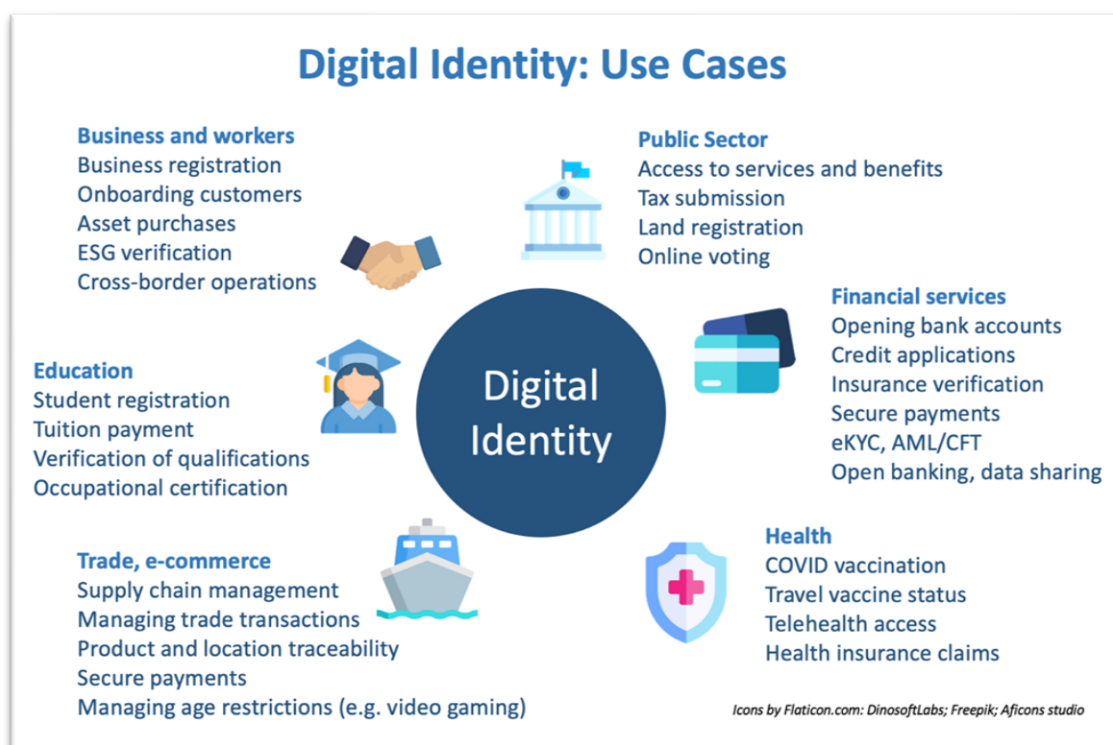 Digital Identity: Use Cases
Business and workers
Business registration
Onboarding customers
Asset purchases
ESG verification
Cross-border operations
Public Sector
Access to services and benefits
Tax submission
Land registration
Online voting
Financial services
Opening bank accounts
Credit applications
Insurance verification
Secure payments
eKYC, AML/CFT
Open banking, data sharing
Education
Student registration
Tuition payment
Verification of qualifications
Occupational certification
Digital
Identity
Trade, e-commerce
Supply chain management
Managing trade transactions
Product and location traceability
Secure payments
Managing age restrictions (e.g. video gaming)
Health
COVID vaccination
Travel vaccine status
Telehealth access
Health insurance claims
Icons by Flaticon.com: DinosoftLabs; Freepik; Aficons studio